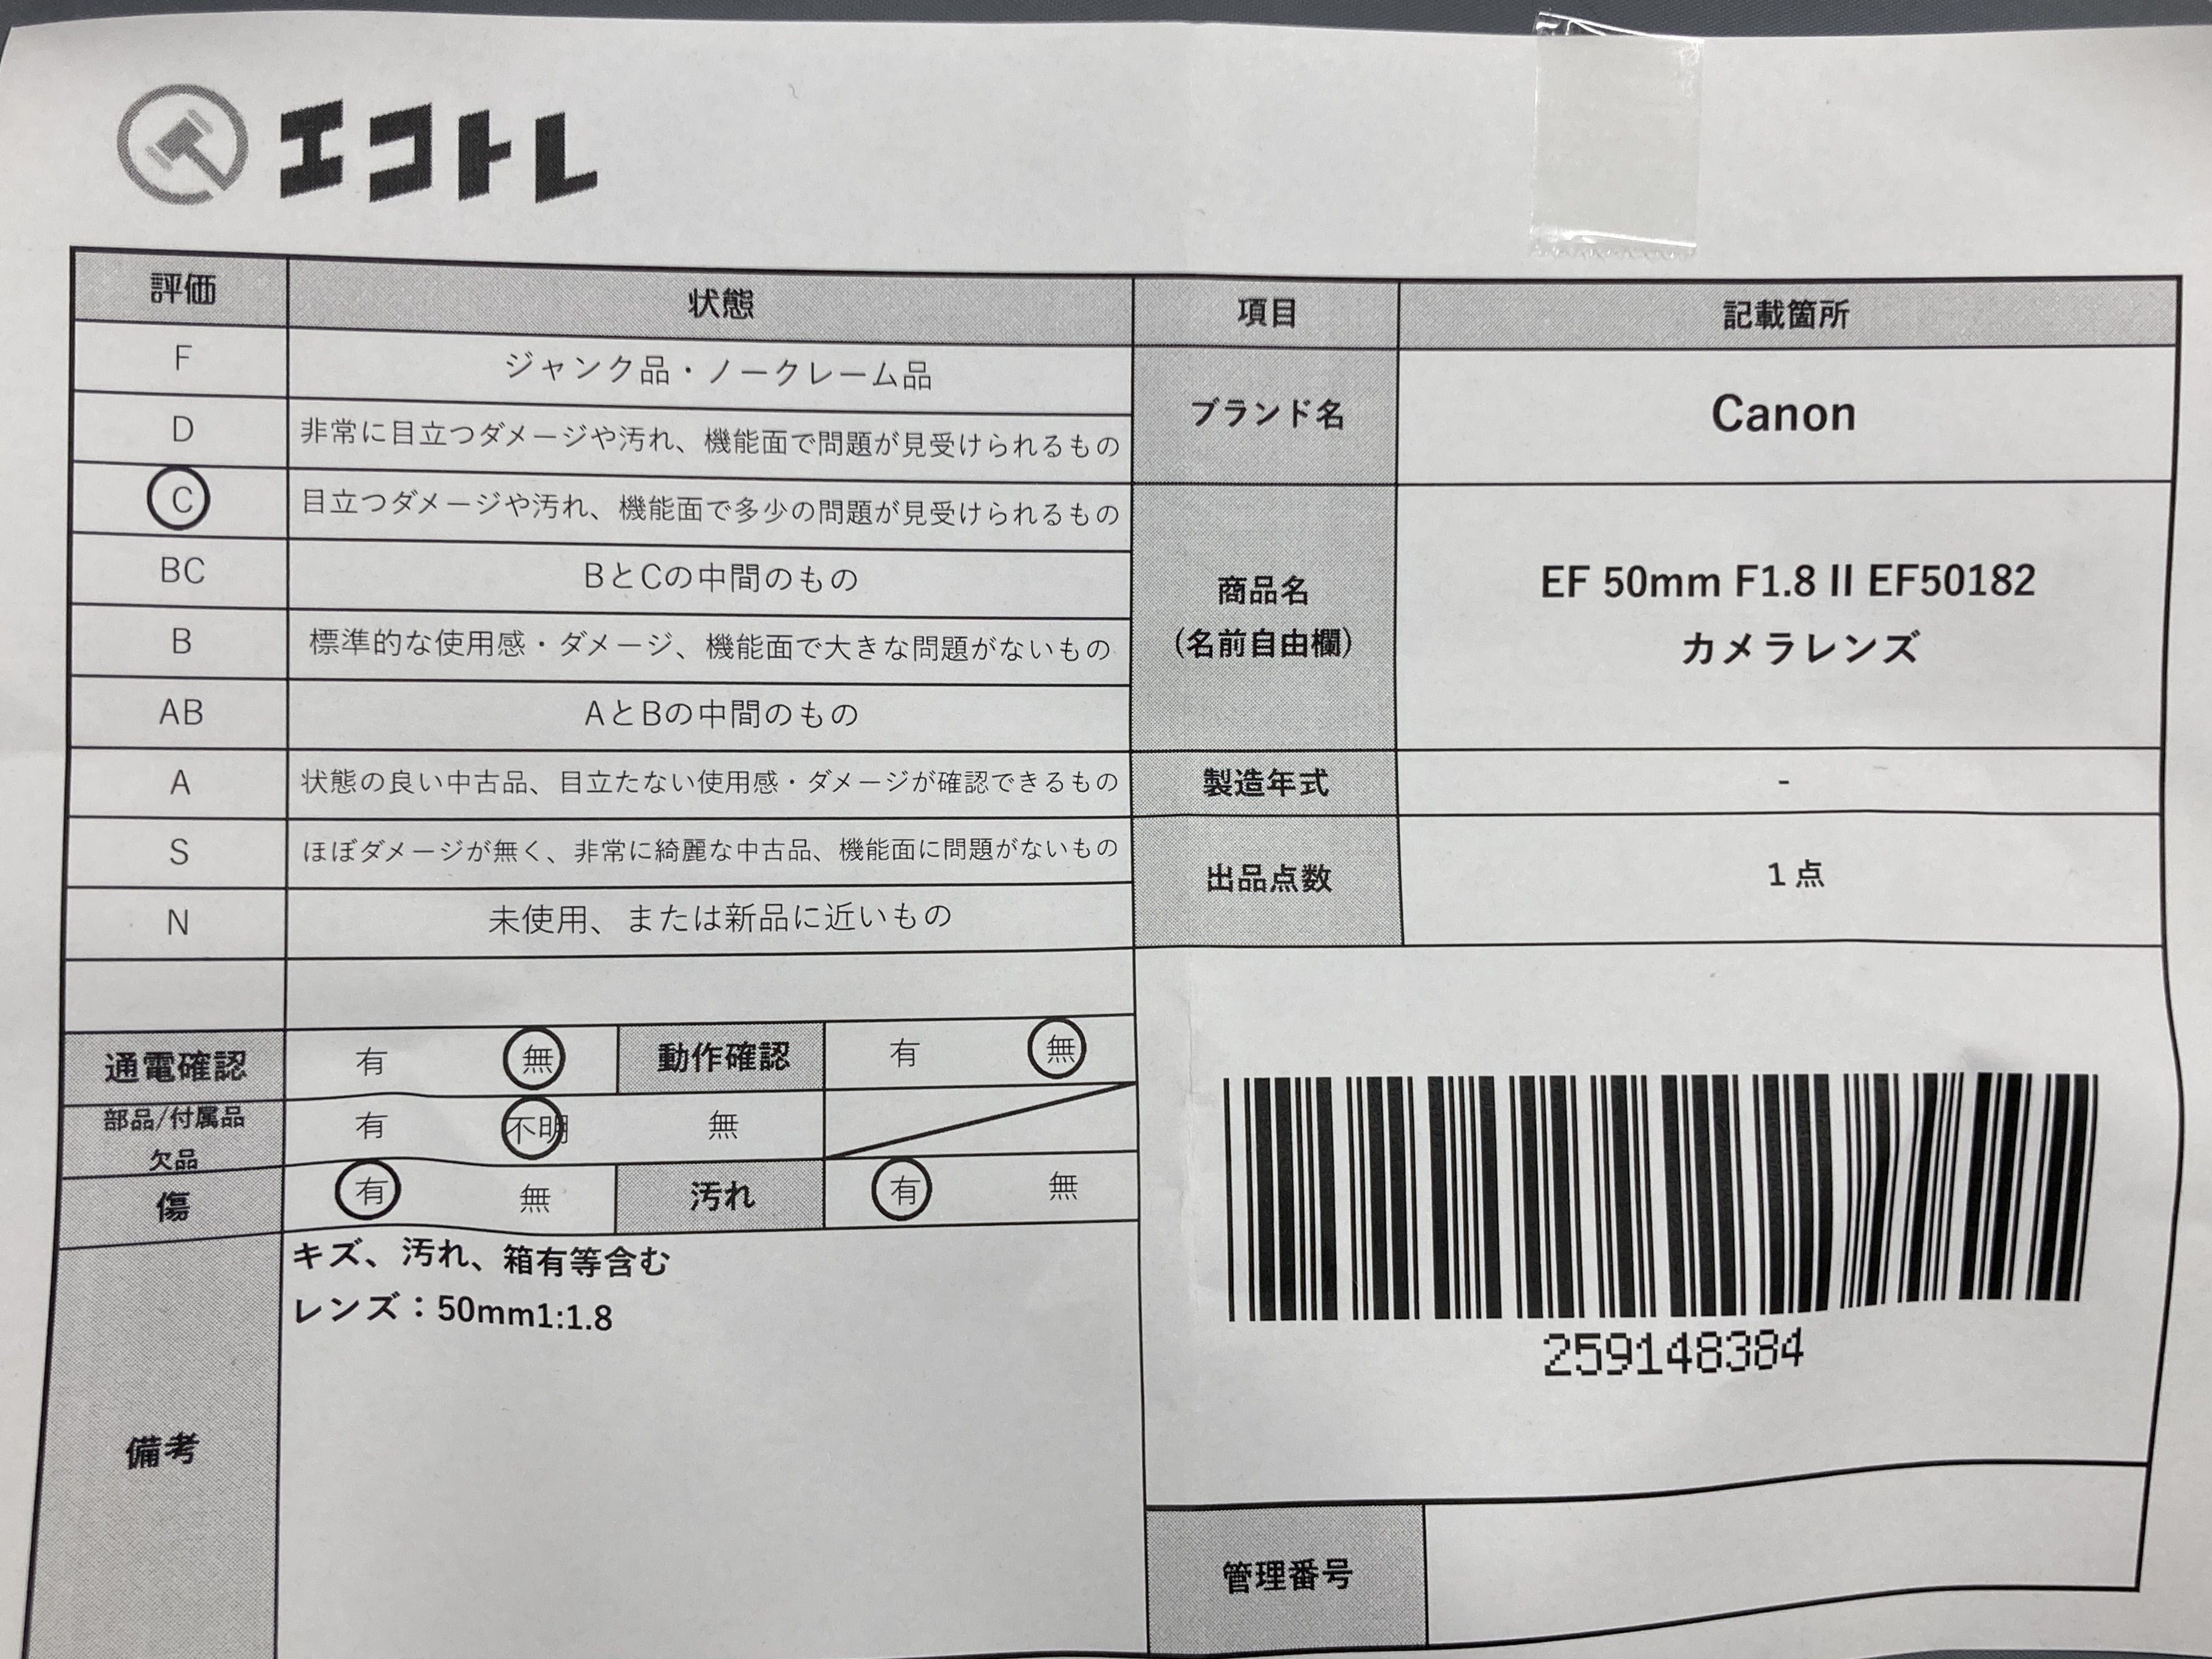 エコトレ
評価 状態 項目 記載箇所
F ジャンク品・ノークレーム品
D 非常に目立つダメージや汚れ、機能面で問題が見受けられるもの
ブランド名 Canon
C 目立つダメージや汚れ、機能面で多少の問題が見受けられるもの
BC BとCの中間のもの
B 標準的な使用感・ダメージ、機能面で大きな問題がないもの
商品名
(名前自由欄)
EF 50mm F1.8 II EF50182
カメラレンズ
AB AとBの中間のもの
A 状態の良い中古品、目立たない使用感・ダメージが確認できるもの
製造年式 -
S ほぼダメージが無く、非常に綺麗な中古品、機能面に問題がないもの
出品点数 1 点
N 未使用、または新品に近いもの
通電確認 有 無 動作確認 有 無
部品/付属品
欠品
有 不明 無
傷 有 無 汚れ 有 無
備考
キズ、汚れ、箱有等含む
レンズ：50mm1:1.8
259148384
管理番号